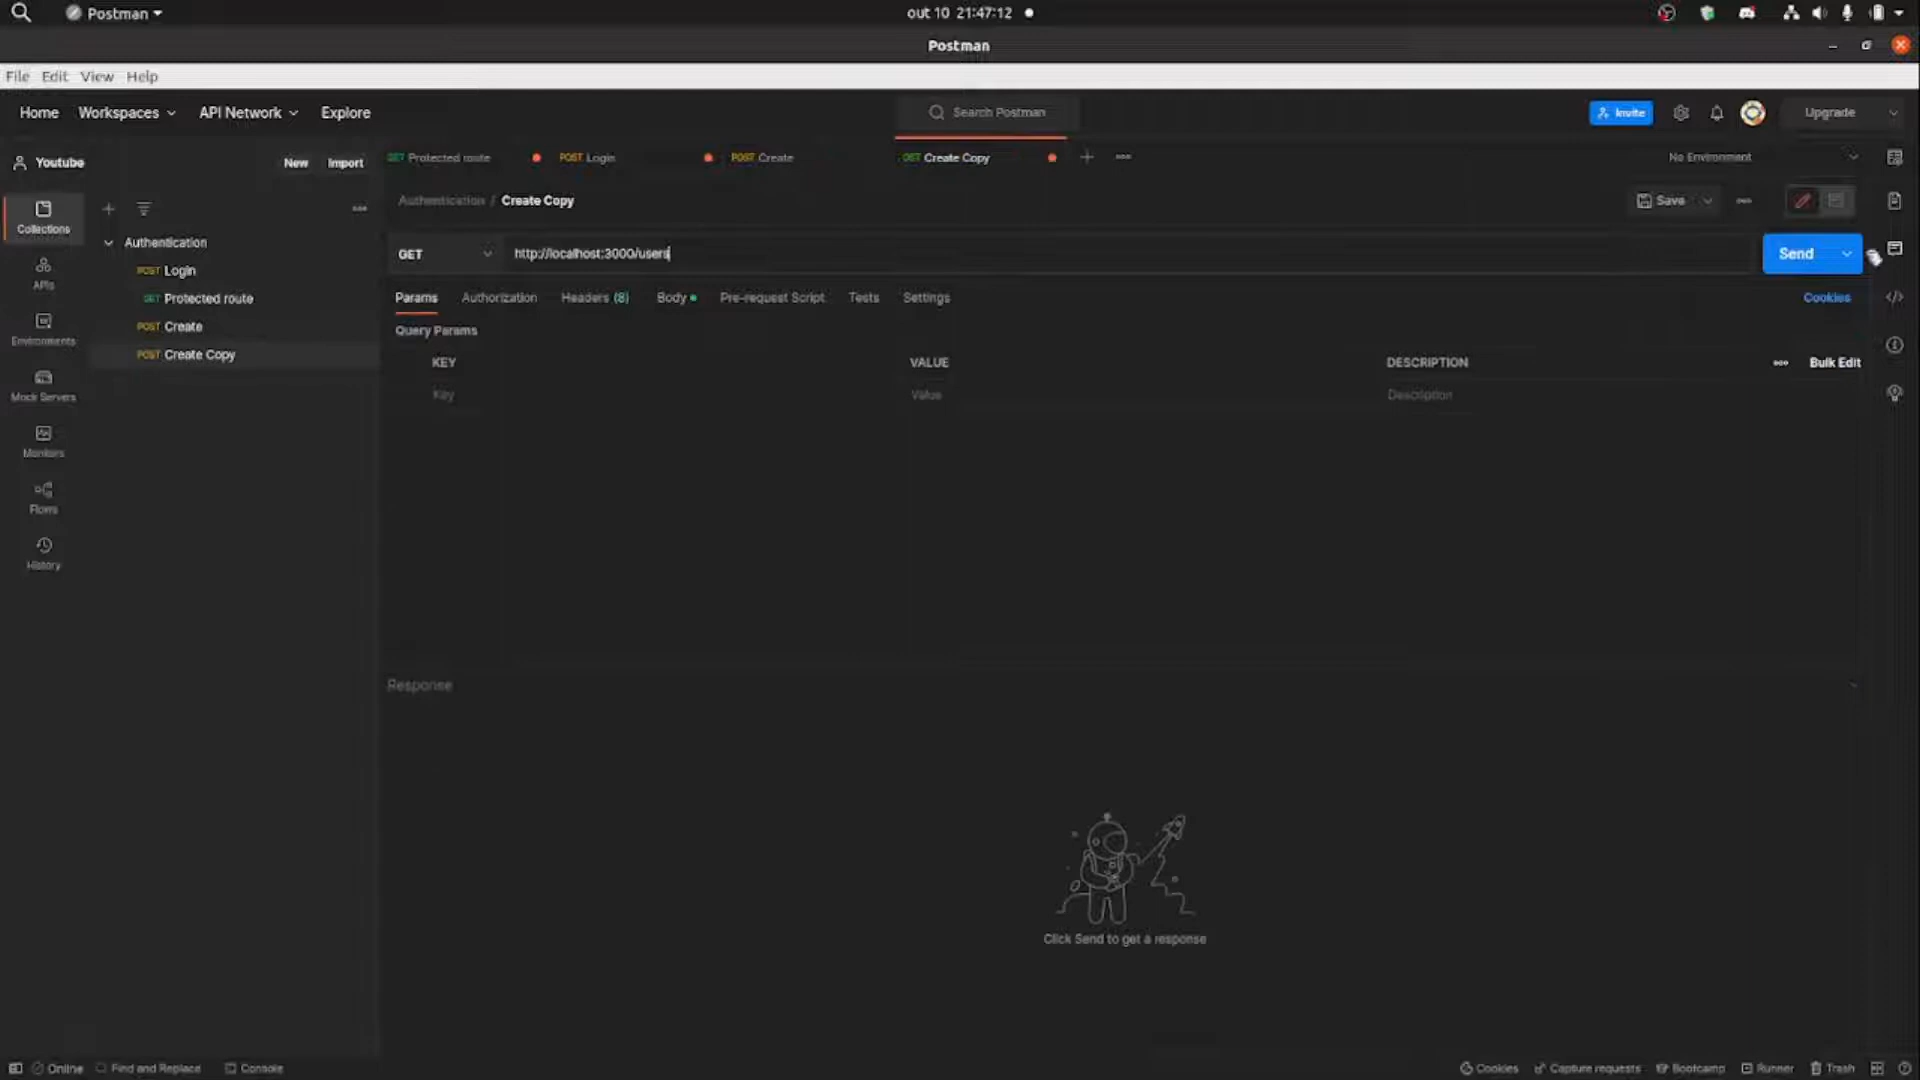 Postman out 10 21:47:12
Postman
File Edit View Help
Home Workspaces API Network Explore Search Postman Invite Upgrade
Youtube New Import
GET Protected route POST Login POST Create GET Create Copy No Environment
Authentication / Create Copy Save
Collections
Authentication
POST Login
GET Protected route
POST Create
POST Create Copy
APIs
Environments
Mock Servers
Monitors
Flows
History
GET http://localhost:3000/users Send
Params Authorization Headers (8) Body Pre-request Script Tests Settings Cookies
Query Params
KEY VALUE DESCRIPTION Bulk Edit
Key Value Description
Response
Click Send to get a response
Online Find and Replace Console Cookies Capture requests Bootcamp Runner Trash